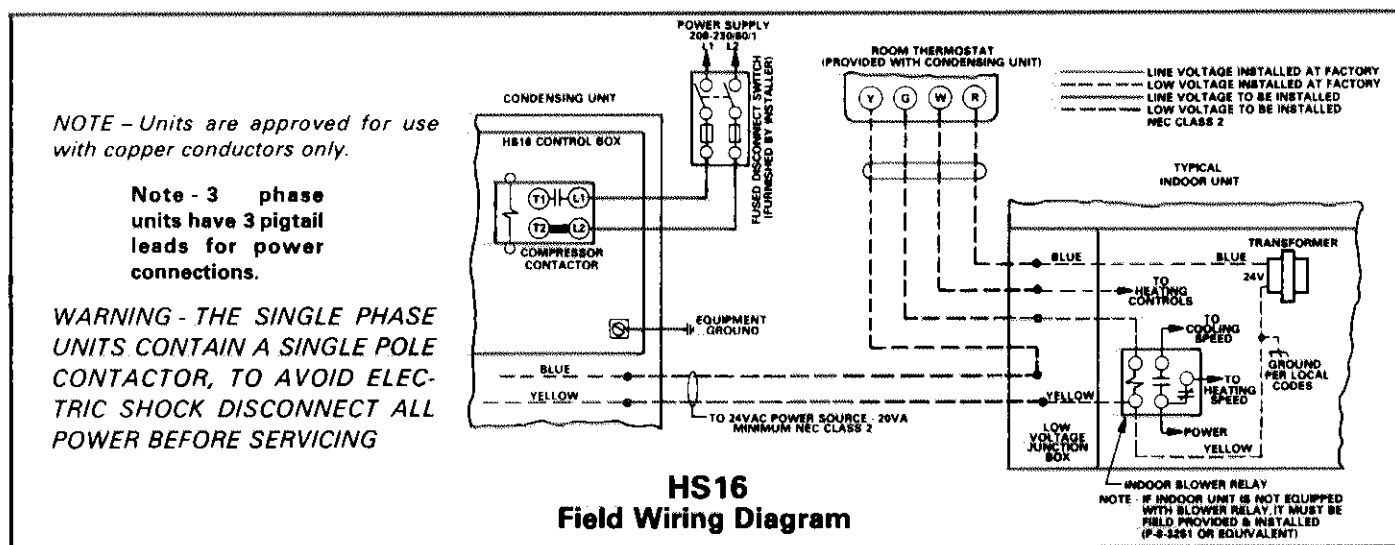 NOTE – Units are approved for use
with copper conductors only.
Note - 3 phase
units have 3 pigtail
leads for power
connections.
WARNING - THE SINGLE PHASE
UNITS CONTAIN A SINGLE POLE
CONTACTOR, TO AVOID ELEC-
TRIC SHOCK DISCONNECT ALL
POWER BEFORE SERVICING
POWER SUPPLY
208-230/60/1
L1 L2
FUSED DISCONNECT SWITCH
(FURNISHED BY INSTALLER)
CONDENSING UNIT
HS16 CONTROL BOX
T1 L1
T2 L2
COMPRESSOR
CONTACTOR
EQUIPMENT
GROUND
BLUE
YELLOW
TO 24VAC POWER SOURCE - 20VA
MINIMUM NEC CLASS 2
ROOM THERMOSTAT
(PROVIDED WITH CONDENSING UNIT)
Y G W R
LINE VOLTAGE INSTALLED AT FACTORY
LOW VOLTAGE INSTALLED AT FACTORY
LINE VOLTAGE TO BE INSTALLED
LOW VOLTAGE TO BE INSTALLED
NEC CLASS 2
TYPICAL
INDOOR UNIT
BLUE
BLUE
TRANSFORMER
24V
TO
HEATING
CONTROLS
TO
COOLING
SPEED
GROUND
PER LOCAL
CODES
TO
HEATING
SPEED
YELLOW
POWER
YELLOW
LOW
VOLTAGE
JUNCTION
BOX
INDOOR BLOWER RELAY
NOTE - IF INDOOR UNIT IS NOT EQUIPPED
WITH BLOWER RELAY, IT MUST BE
FIELD PROVIDED & INSTALLED
(P-8-3251 OR EQUIVALENT)
HS16
Field Wiring Diagram